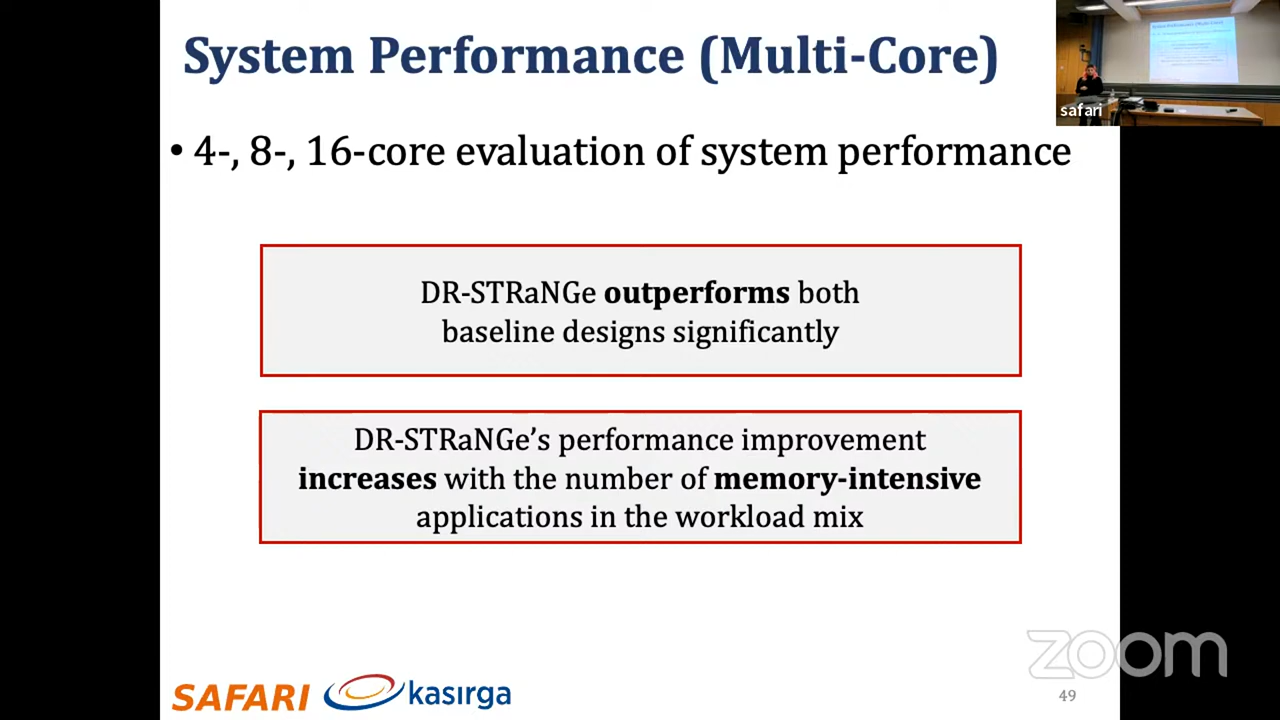 System Performance (Multi-Core)
safari
• 4-, 8-, 16-core evaluation of system performance
DR-STRaNGe outperforms both
baseline designs significantly
DR-STRaNGe’s performance improvement
increases with the number of memory-intensive
applications in the workload mix
zoom
SAFARI
kasırga
49